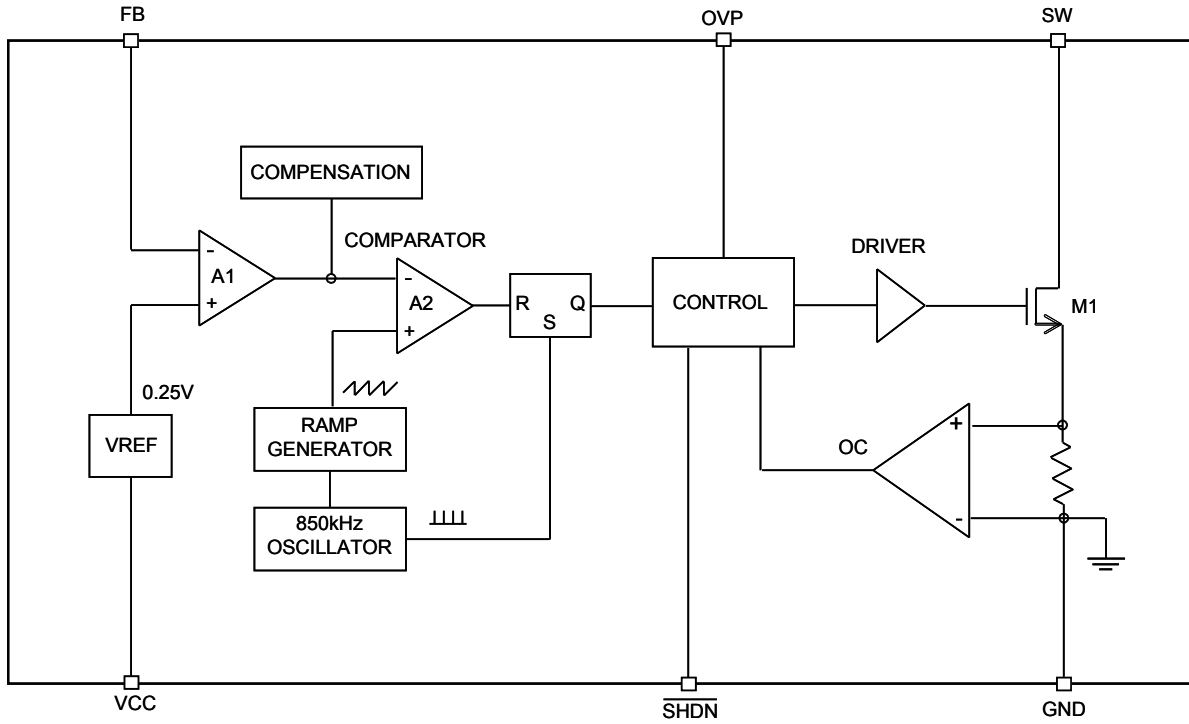 FB
OVP
SW
COMPENSATION
COMPARATOR
DRIVER
-
A1
+
-
A2
+
R
S
Q
CONTROL
M1
0.25V
VREF
RAMP
GENERATOR
OC
+
-
850kHz
OSCILLATOR
VCC
SHDN
GND